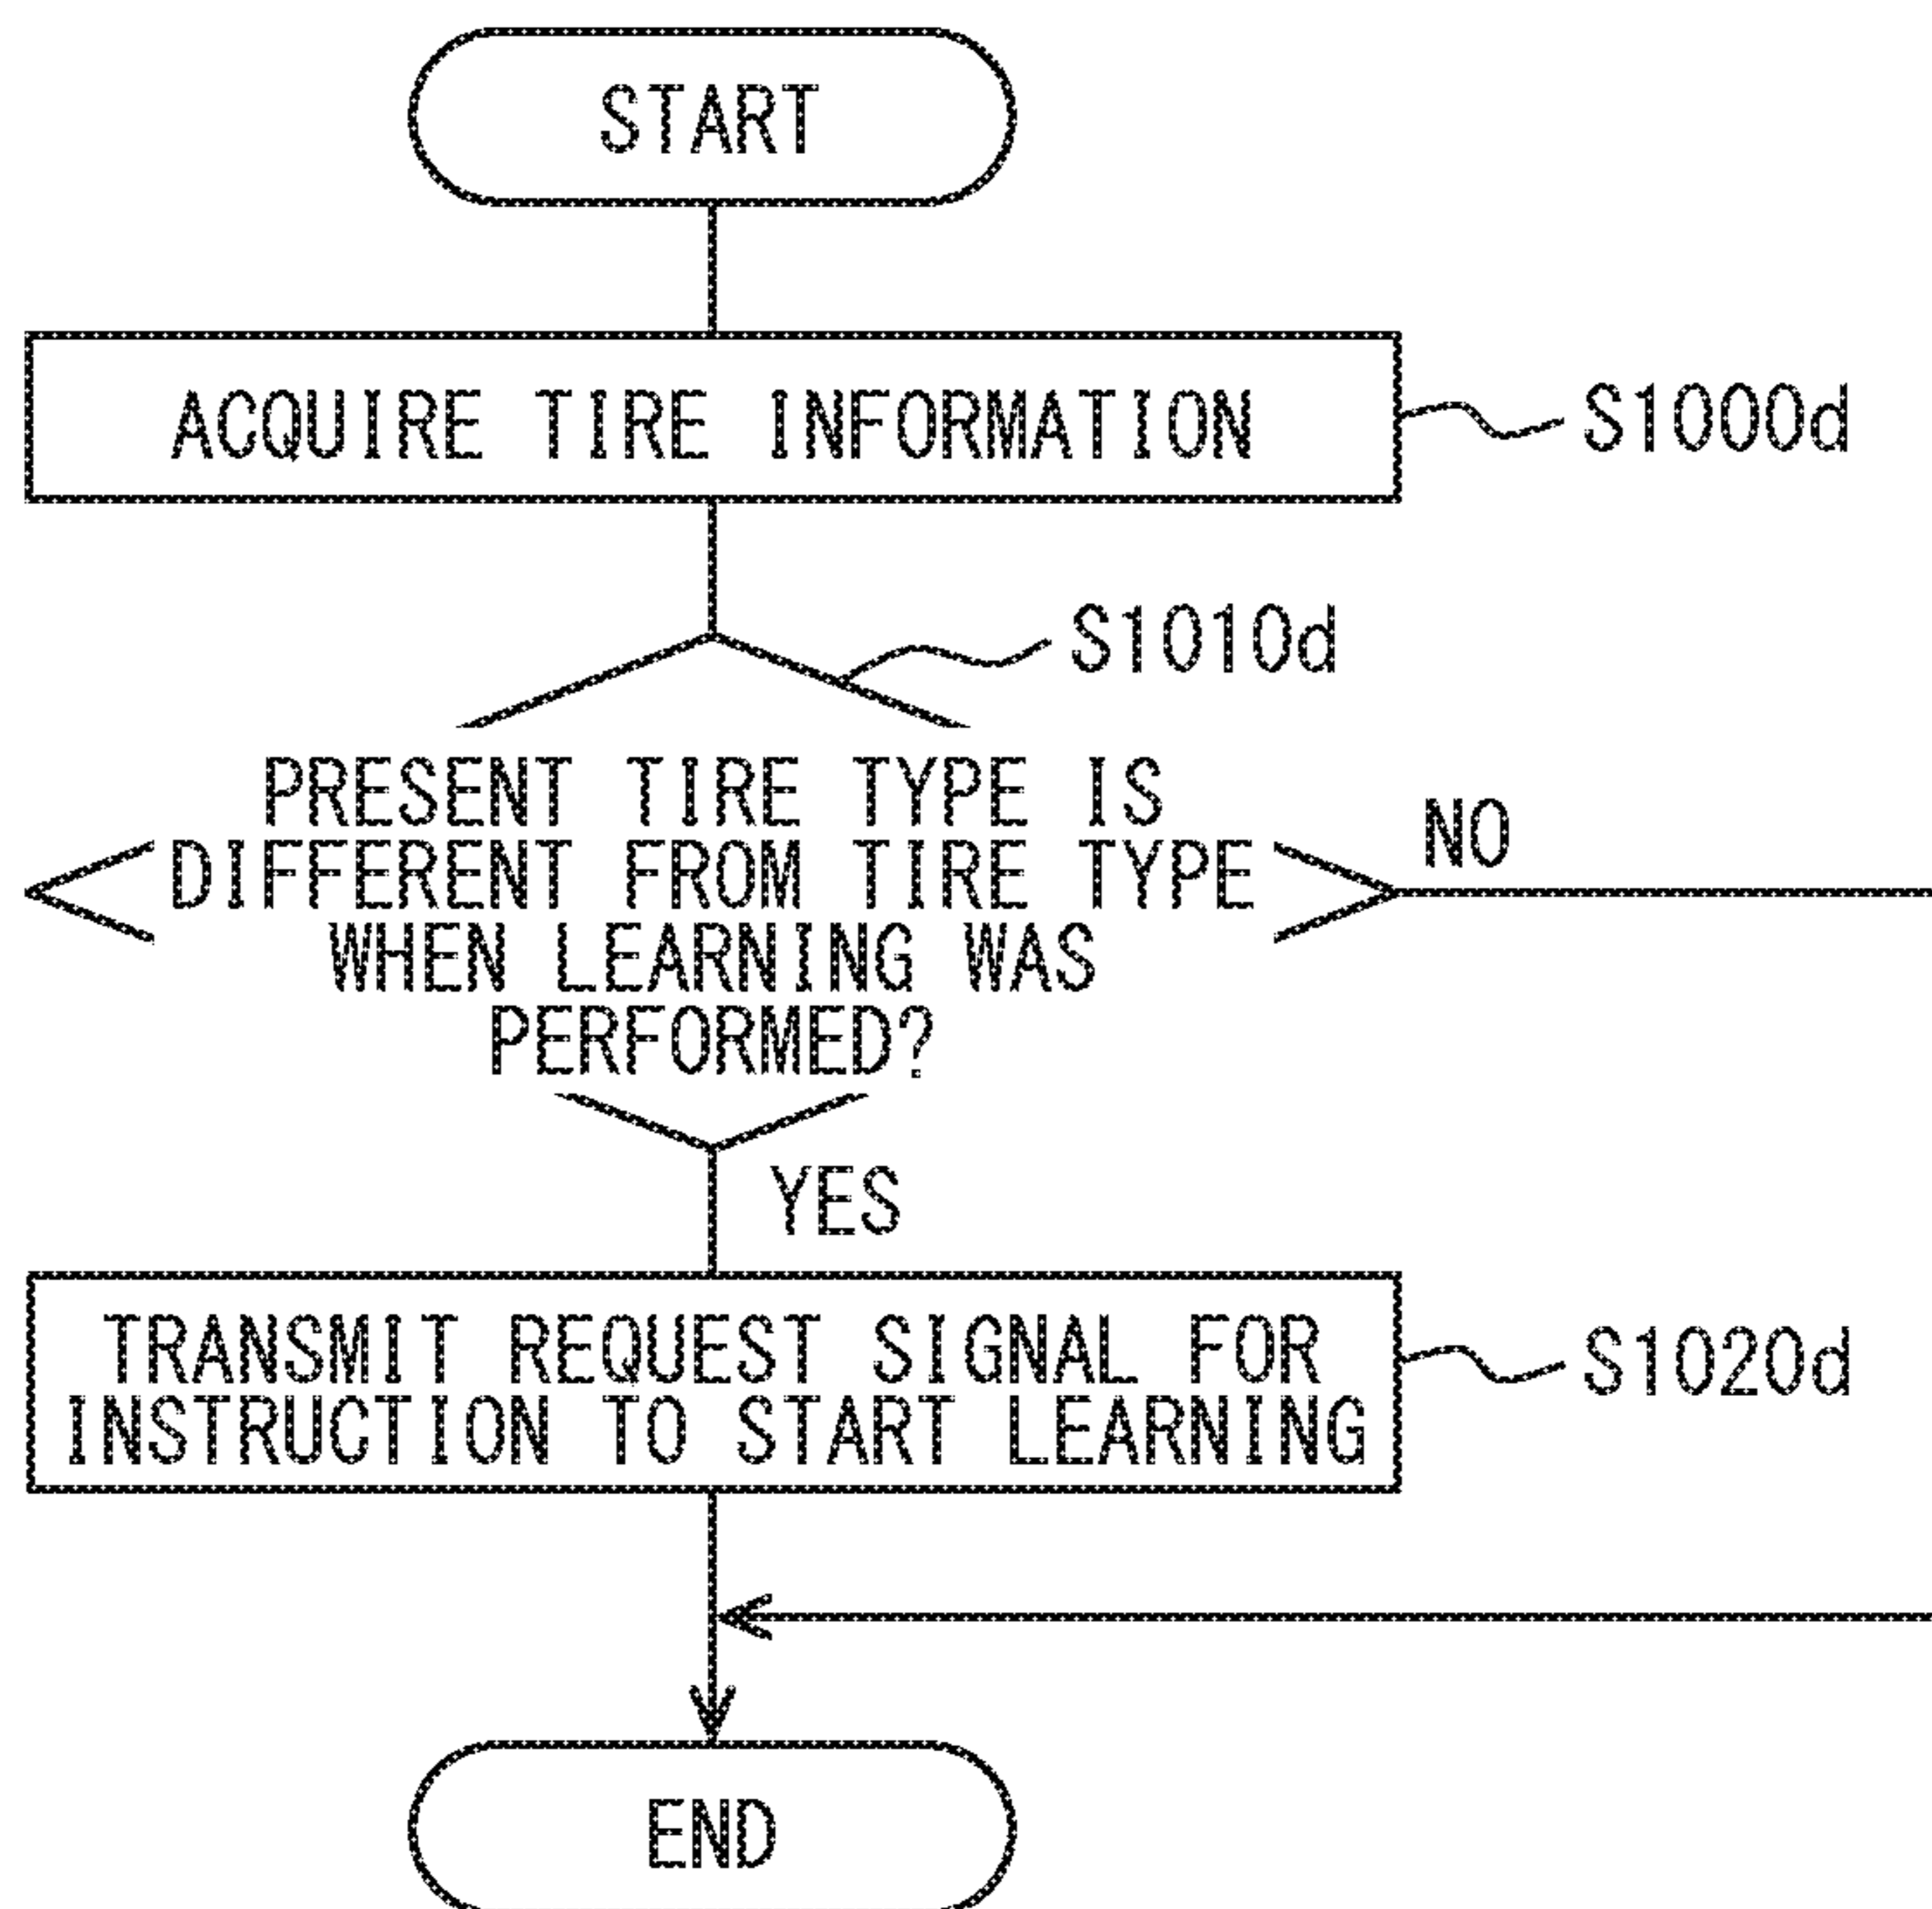 START
ACQUIRE TIRE INFORMATION
S1000d
S1010d
PRESENT TIRE TYPE IS
DIFFERENT FROM TIRE TYPE
WHEN LEARNING WAS
PERFORMED?
NO
YES
TRANSMIT REQUEST SIGNAL FOR
INSTRUCTION TO START LEARNING
S1020d
END